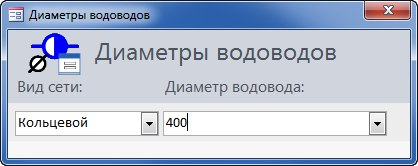 Диаметры водоводов
Диаметры водоводов
Вид сети: Диаметр водовода:
Кольцевой 400